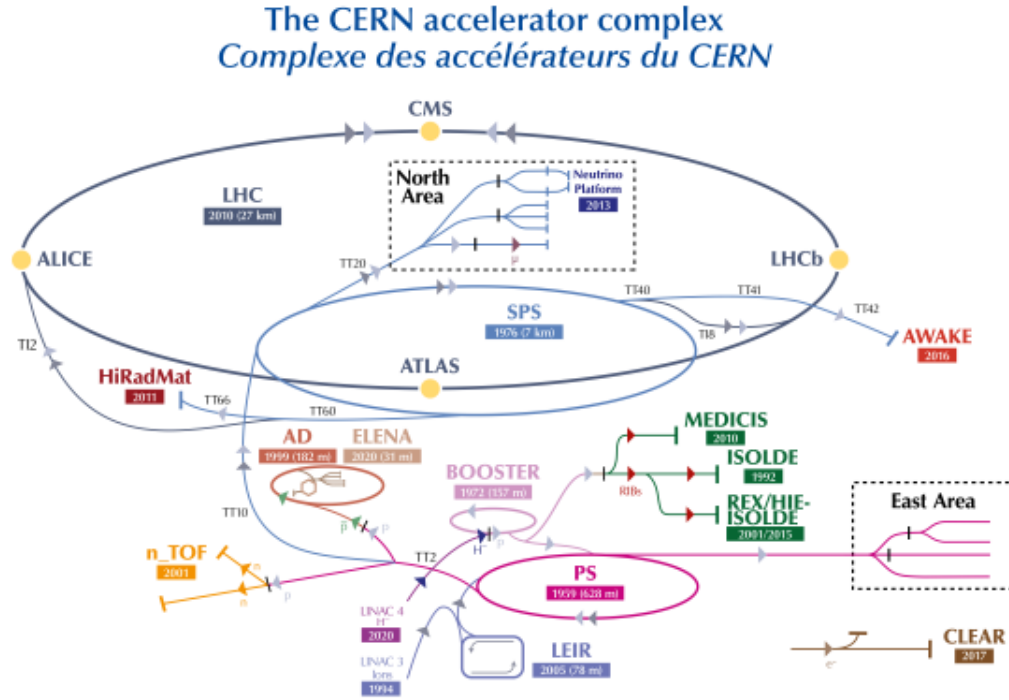 The CERN accelerator complex
Complexe des accélérateurs du CERN
CMS
North
Area
Neutrino
Platform
2013
LHC
2010 (27 km)
ALICE
LHCb
TT20
TT40
TT41
TT42
SPS
1976 (7 km)
TI8
TI2
AWAKE
2016
ATLAS
HiRadMat
2011
TT66
TT60
AD
1999 (182 m)
ELENA
2020 (31 m)
BOOSTER
1972 (157 m)
MEDICIS
2010
ISOLDE
1992
RIBs
REX/HIE-
ISOLDE
2001/2015
East Area
TT10
p
p
TT2
H⁻
p
n_TOF
2001
n
n
p
PS
1959 (628 m)
LINAC 4
H⁻
2020
LINAC 3
Ions
1994
LEIR
2005 (78 m)
CLEAR
2017
e⁻